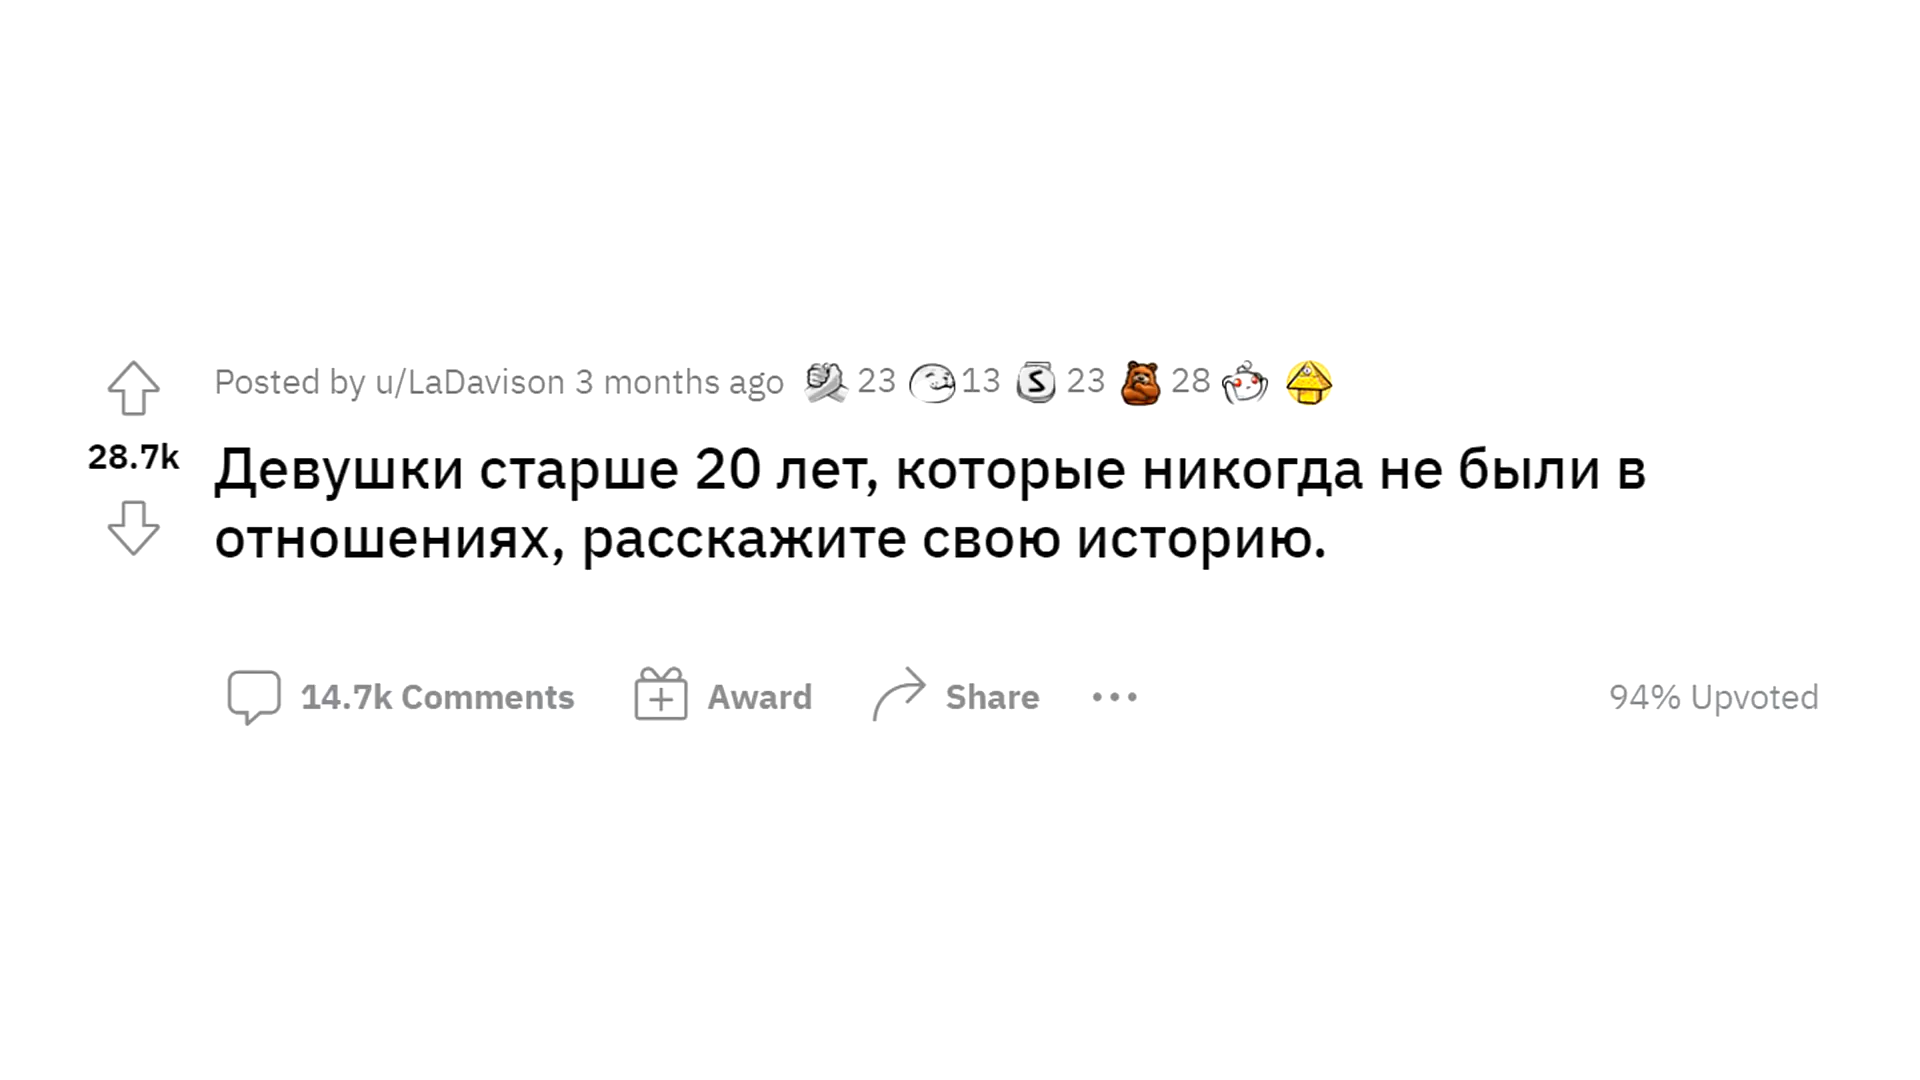 Posted by u/LaDavison 3 months ago 23 13 S 23 28
28.7k
Девушки старше 20 лет, которые никогда не были в
отношениях, расскажите свою историю.
14.7k Comments Award Share 94% Upvoted